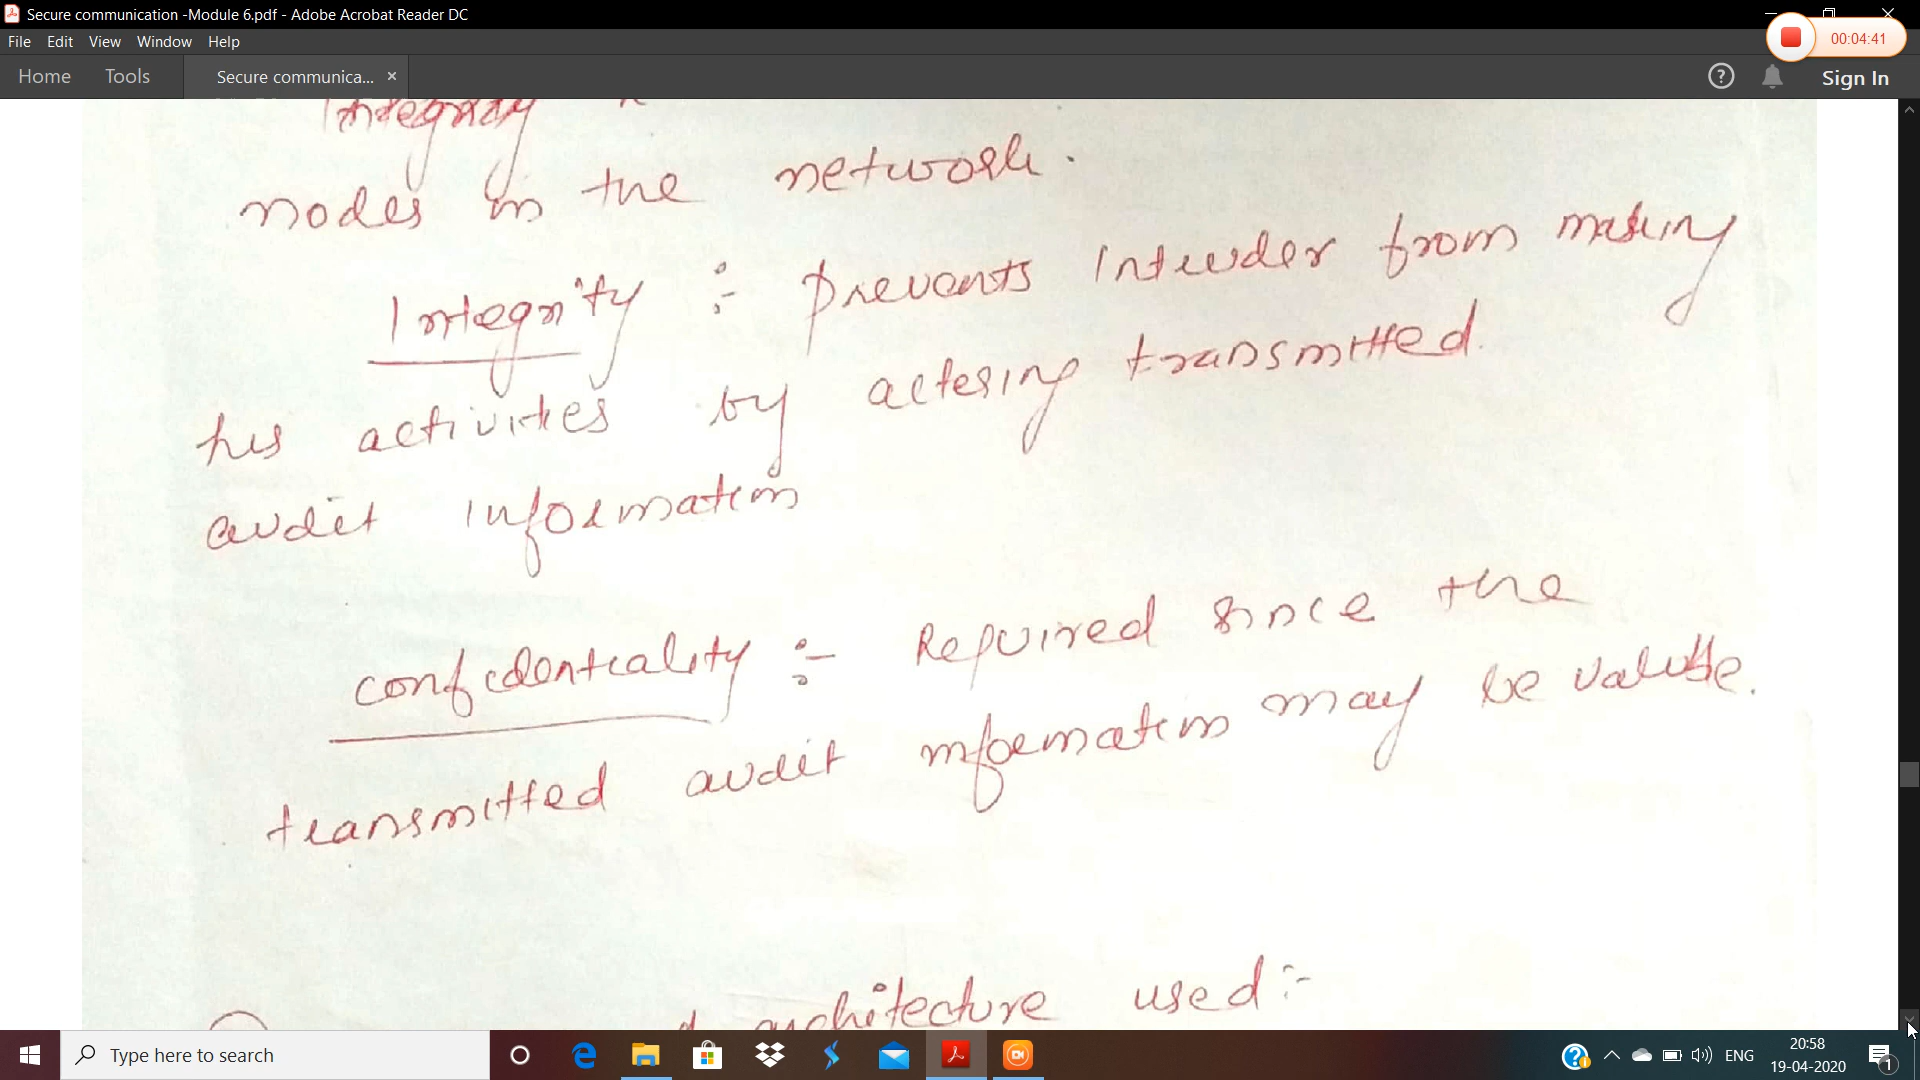 Secure communication -Module 6.pdf - Adobe Acrobat Reader DC
00:04:41
File Edit View Window Help
Home Tools Secure communica... × Sign In
Integrity
nodes in the network.
Integrity :- prevents Intruder from masking
his activities by altering transmitted.
audit information
confidentiality :- Required since the
transmitted audit information may be valuable.
architecture used :-
Type here to search
ENG
20:58
19-04-2020
1